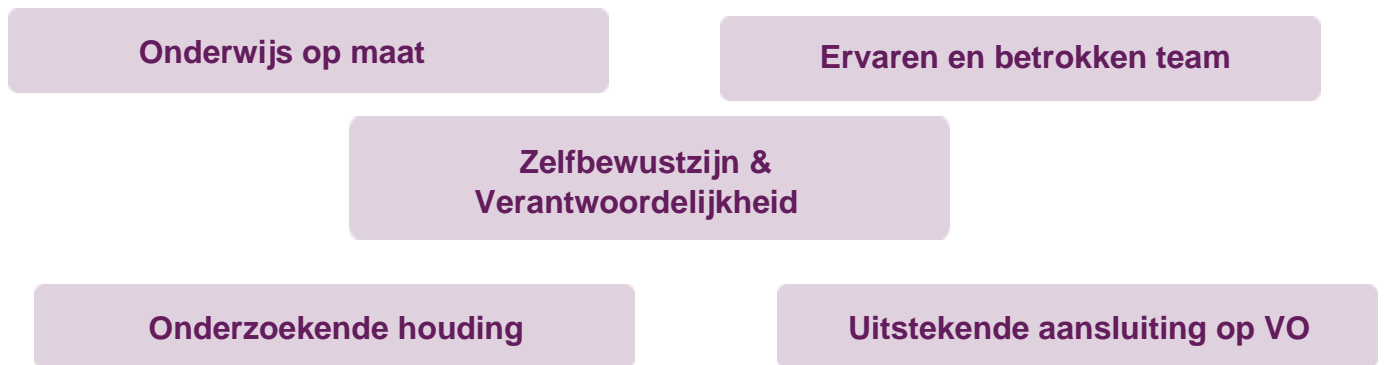 Onderwijs op maat
Ervaren en betrokken team
Zelfbewustzijn &
Verantwoordelijkheid
Onderzoekende houding
Uitstekende aansluiting op VO